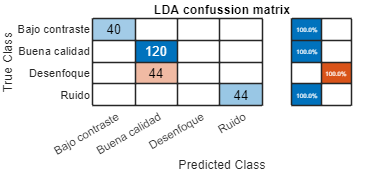 LDA confussion matrix
True Class
Bajo contraste 40 100.0%
Buena calidad 120 100.0%
Desenfoque 44 100.0%
Ruido 44 100.0%
Bajo contraste Buena calidad Desenfoque Ruido
Predicted Class